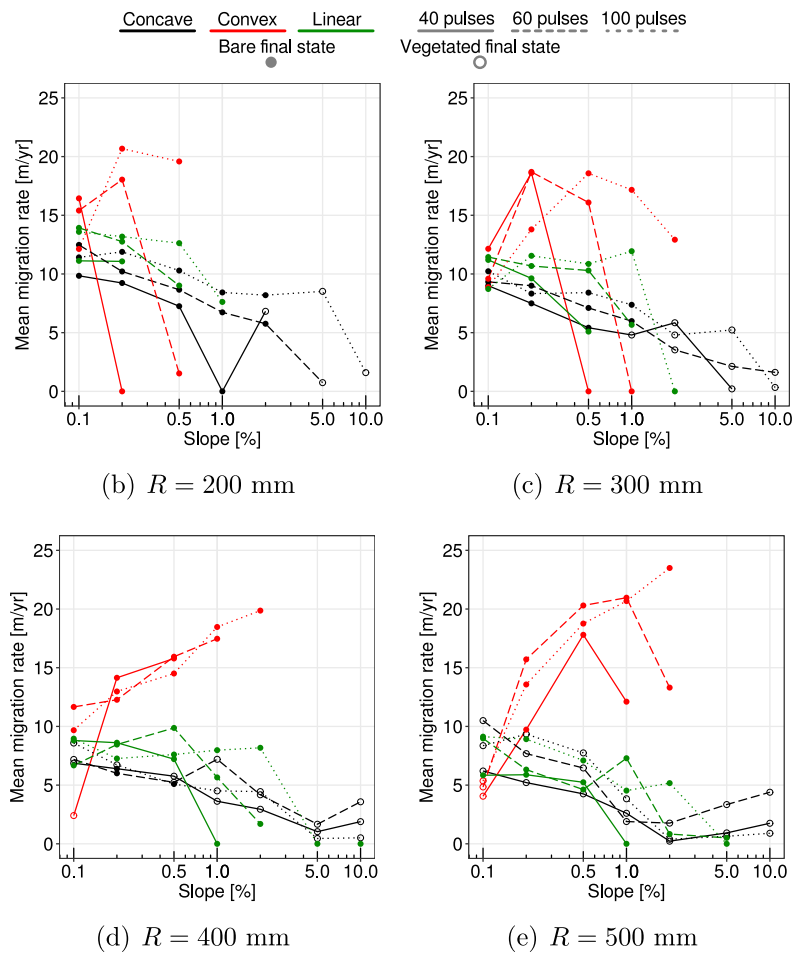 Concave Convex Linear 40 pulses 60 pulses 100 pulses
Bare final state Vegetated final state
Mean migration rate [m/yr]
25
20
15
10
5
0
0.1 0.5 1.0 5.0 10.0
Slope [%]
(b) R = 200 mm
Mean migration rate [m/yr]
25
20
15
10
5
0
0.1 0.5 1.0 5.0 10.0
Slope [%]
(c) R = 300 mm
Mean migration rate [m/yr]
25
20
15
10
5
0
0.1 0.5 1.0 5.0 10.0
Slope [%]
(d) R = 400 mm
Mean migration rate [m/yr]
25
20
15
10
5
0
0.1 0.5 1.0 5.0 10.0
Slope [%]
(e) R = 500 mm